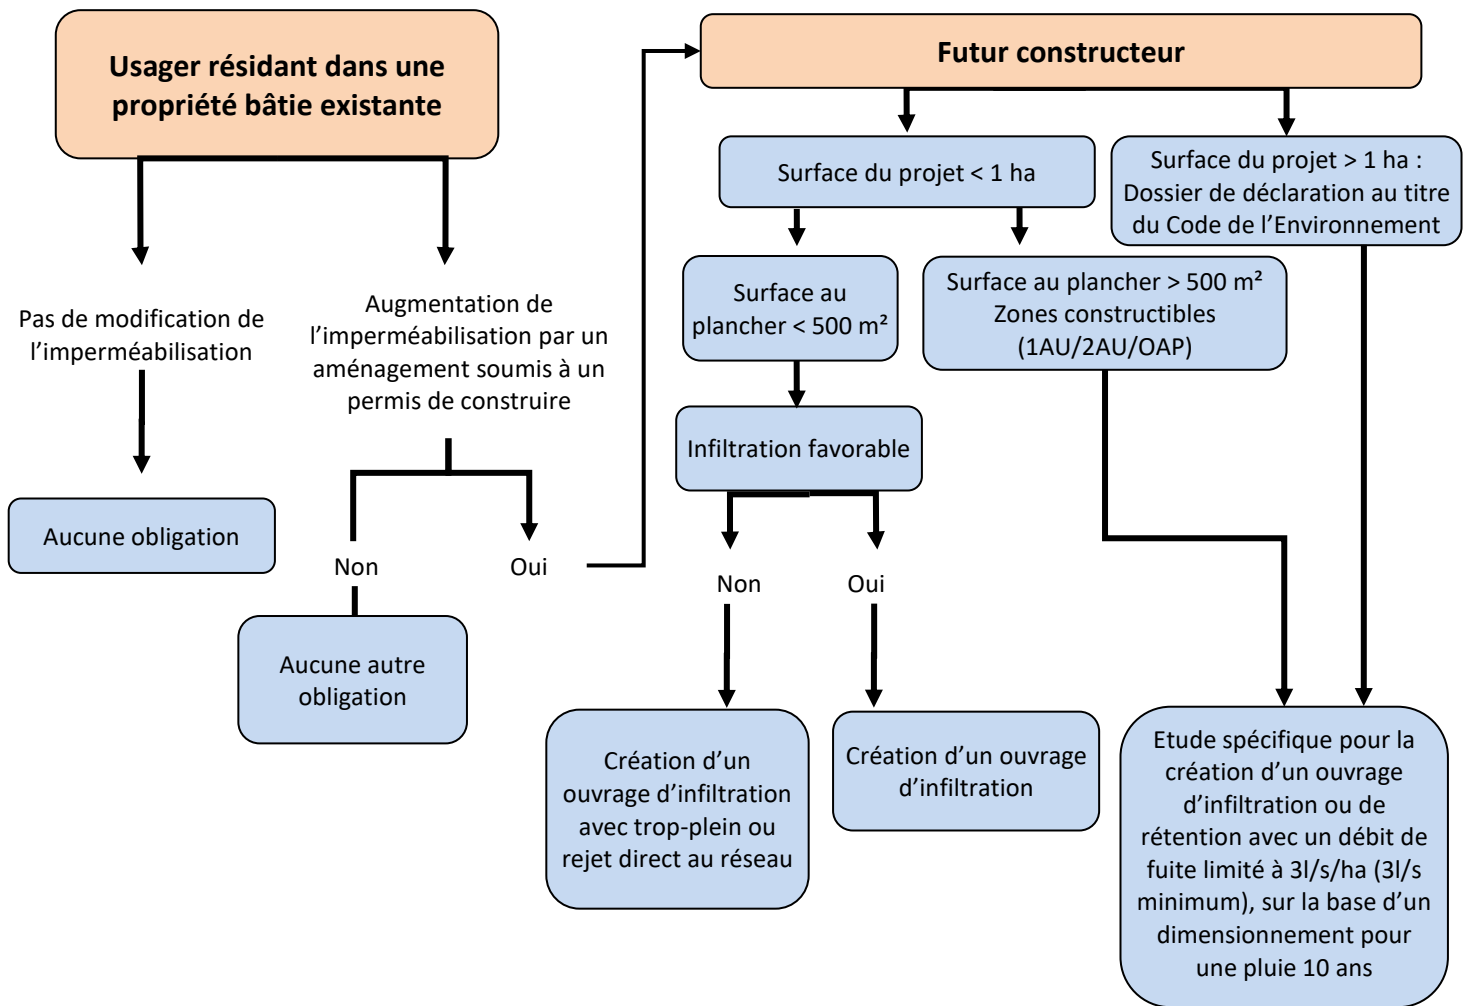 Usager résidant dans une
propriété bâtie existante
Pas de modification de
l’imperméabilisation
Aucune obligation
Augmentation de
l’imperméabilisation par un
aménagement soumis à un
permis de construire
Non
Oui
Aucune autre
obligation
Futur constructeur
Surface du projet < 1 ha
Surface du projet > 1 ha :
Dossier de déclaration au titre
du Code de l’Environnement
Surface au
plancher < 500 m²
Surface au plancher > 500 m²
Zones constructibles
(1AU/2AU/OAP)
Infiltration favorable
Non
Oui
Création d’un
ouvrage d’infiltration
avec trop-plein ou
rejet direct au réseau
Création d’un ouvrage
d’infiltration
Etude spécifique pour la
création d’un ouvrage
d’infiltration ou de
rétention avec un débit de
fuite limité à 3l/s/ha (3l/s
minimum), sur la base d’un
dimensionnement pour
une pluie 10 ans